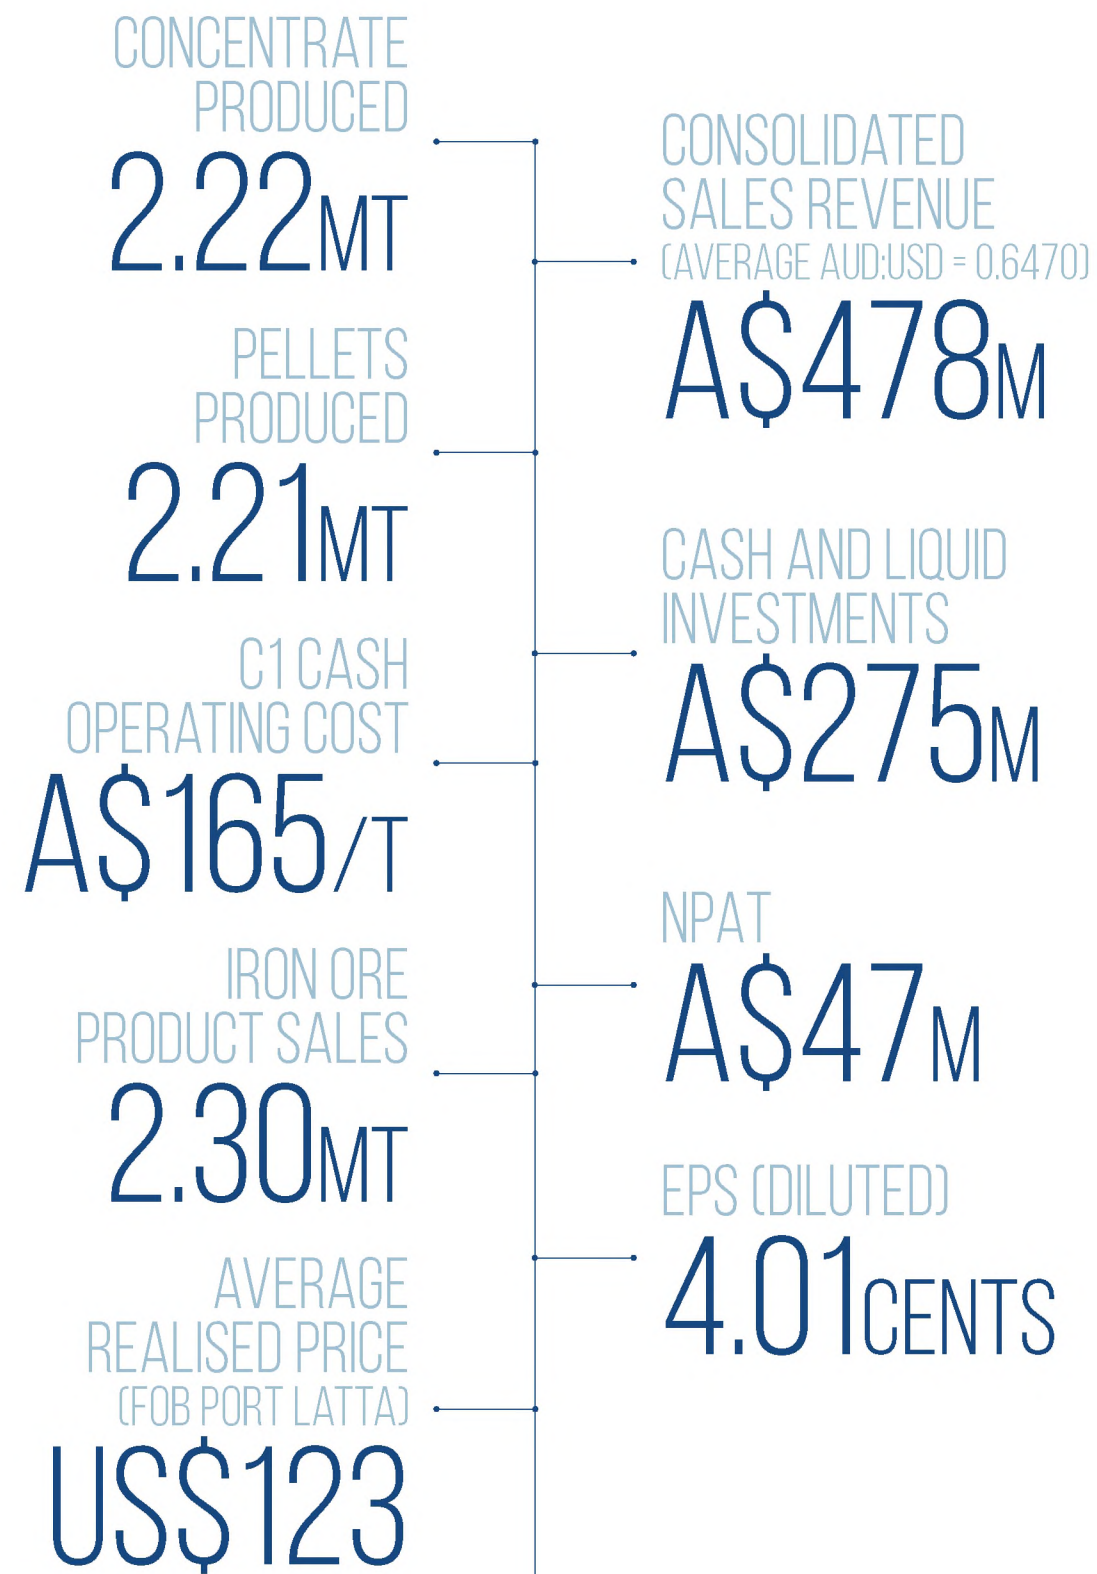 CONCENTRATE
PRODUCED
2.22MT
PELLETS
PRODUCED
2.21MT
C1 CASH
OPERATING COST
A$165/T
IRON ORE
PRODUCT SALES
2.30MT
AVERAGE
REALISED PRICE
(FOB PORT LATTA)
US$123
CONSOLIDATED
SALES REVENUE
(AVERAGE AUD:USD = 0.6470)
A$478M
CASH AND LIQUID
INVESTMENTS
A$275M
NPAT
A$47M
EPS (DILUTED)
4.01CENTS